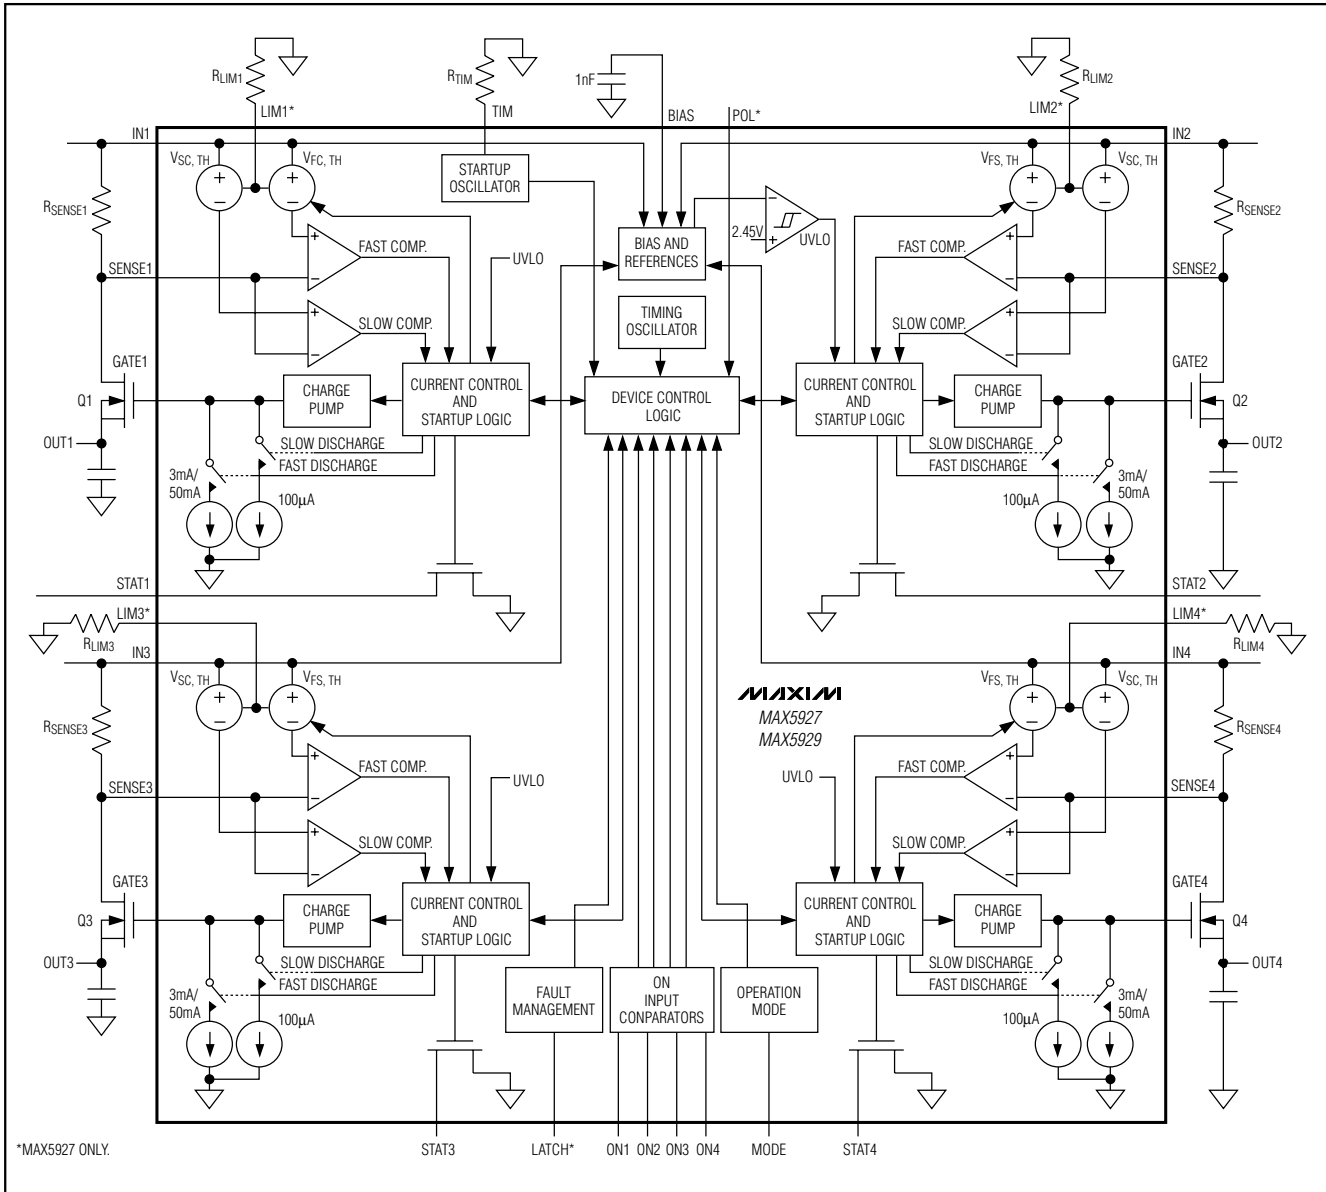 RLIM1
LIM1*
RTIM
TIM
1nF
BIAS
POL*
RLIM2
LIM2*
IN1
IN2
VSC, TH
VFC, TH
STARTUP
OSCILLATOR
VFS, TH
VSC, TH
RSENSE1
+
−
+
−
BIAS AND
REFERENCES
−
2.45V
+
UVLO
+
−
+
−
RSENSE2
SENSE1
+
−
FAST COMP.
UVLO
FAST COMP.
+
−
SENSE2
+
−
SLOW COMP.
TIMING
OSCILLATOR
SLOW COMP.
+
−
GATE1
Q1
OUT1
CHARGE
PUMP
CURRENT CONTROL
AND
STARTUP LOGIC
DEVICE CONTROL
LOGIC
CURRENT CONTROL
AND
STARTUP LOGIC
CHARGE
PUMP
GATE2
Q2
OUT2
SLOW DISCHARGE
FAST DISCHARGE
3mA/
50mA
100µA
SLOW DISCHARGE
FAST DISCHARGE
100µA
3mA/
50mA
STAT1
STAT2
LIM3*
RLIM3
LIM4*
RLIM4
IN3
IN4
VSC, TH
VFS, TH
VFS, TH
VSC, TH
+
−
+
−
MAXIM
MAX5927
MAX5929
+
−
+
−
RSENSE3
RSENSE4
SENSE3
+
−
FAST COMP.
UVLO
UVLO
FAST COMP.
+
−
SENSE4
+
−
SLOW COMP.
SLOW COMP.
+
−
GATE3
Q3
OUT3
CHARGE
PUMP
CURRENT CONTROL
AND
STARTUP LOGIC
CURRENT CONTROL
AND
STARTUP LOGIC
CHARGE
PUMP
GATE4
Q4
OUT4
SLOW DISCHARGE
FAST DISCHARGE
3mA/
50mA
100µA
FAULT
MANAGEMENT
ON
INPUT
CONPARATORS
OPERATION
MODE
SLOW DISCHARGE
FAST DISCHARGE
100µA
3mA/
50mA
*MAX5927 ONLY.
STAT3
LATCH*
ON1
ON2
ON3
ON4
MODE
STAT4